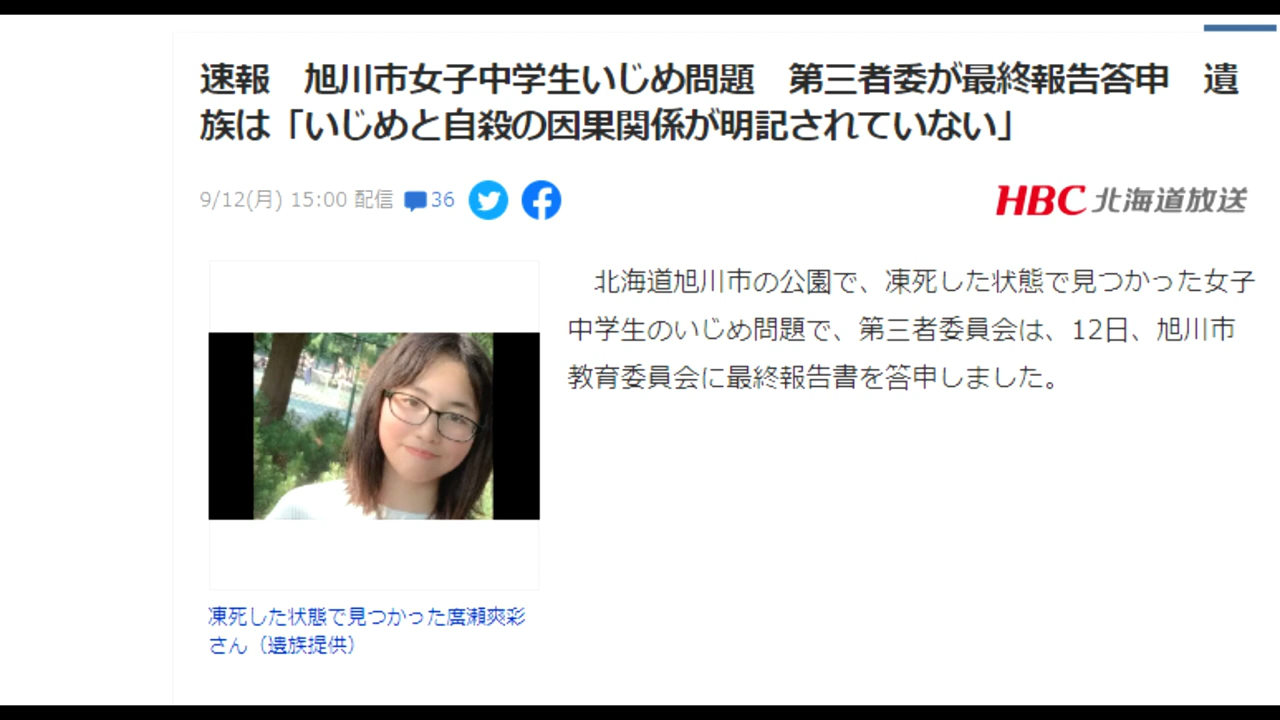 速報　旭川市女子中学生いじめ問題　第三者委が最終報告答申　遺
族は「いじめと自殺の因果関係が明記されていない」
9/12(月) 15:00 配信 36
HBC 北海道放送
北海道旭川市の公園で、凍死した状態で見つかった女子
中学生のいじめ問題で、第三者委員会は、12日、旭川市
教育委員会に最終報告書を答申しました。
凍死した状態で見つかった廣瀬爽彩
さん（遺族提供）